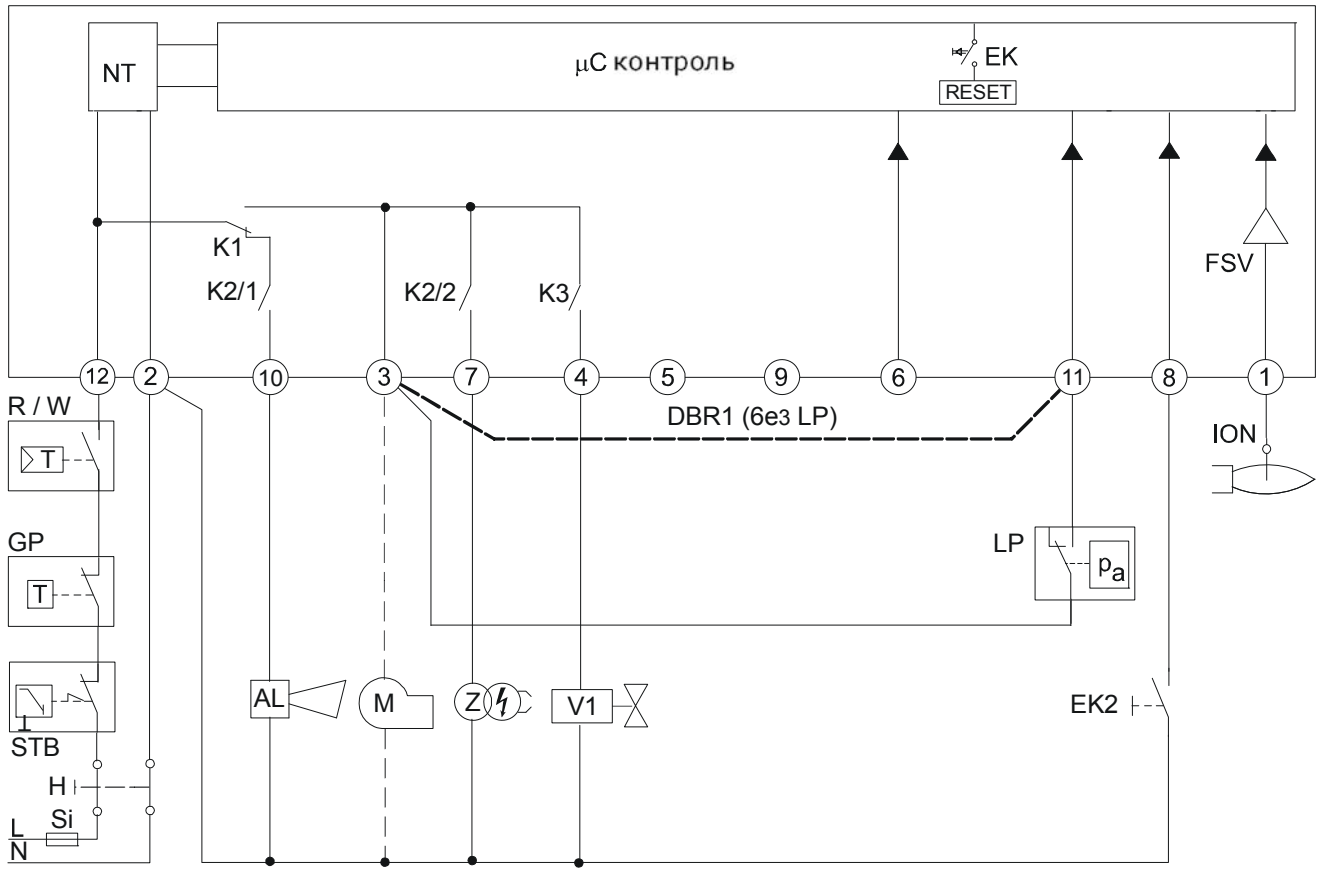 NT
μC контроль
EK
RESET
K1
K2/1
K2/2
K3
FSV
12
2
10
3
7
4
5
9
6
11
8
1
R / W
T
DBR1 (6e3 LP)
ION
GP
T
LP
pa
STB
AL
M
Z
V1
EK2
H
Si
L
N